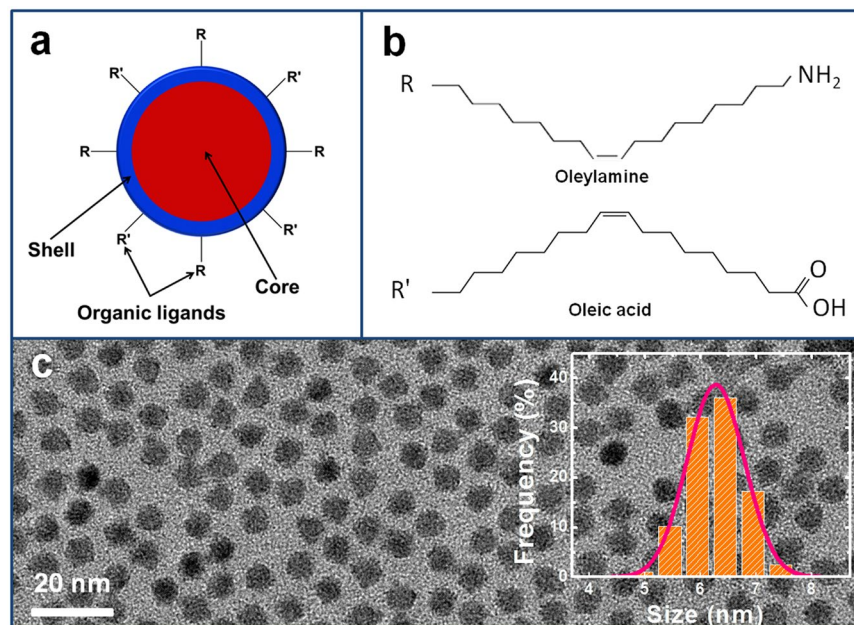 a
R
R'
R'
R
R
Shell
R'
R'
R
Core
Organic ligands
b
R
NH2
Oleylamine
R'
O
OH
Oleic acid
c
20 nm
Frequency (%)
40
30
20
10
0
4
5
6
7
8
Size (nm)